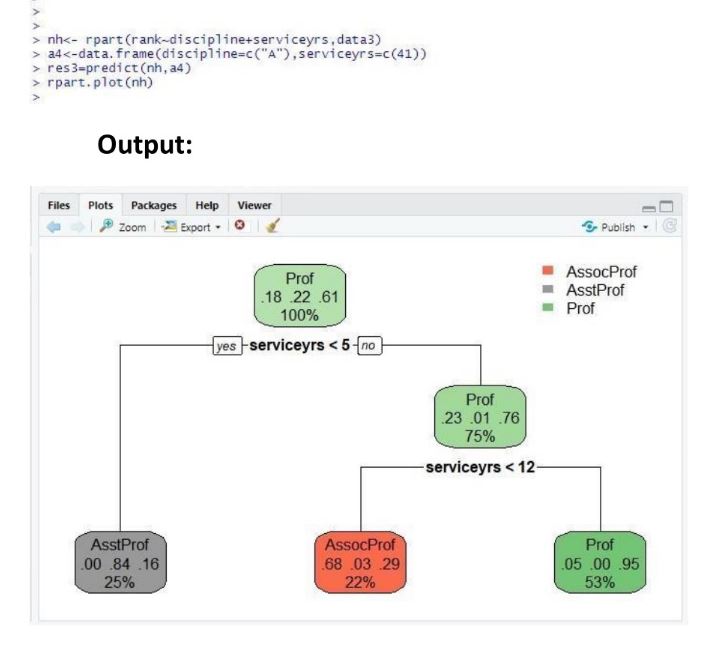 >
>
> nh<- rpart(rank~discipline+serviceyrs,data3)
> a4<-data.frame(discipline=c("A"),serviceyrs=c(41))
> res3=predict(nh,a4)
> rpart.plot(nh)
>
Output:
Files Plots Packages Help Viewer
Zoom Export Publish
AssocProf
AsstProf
Prof
Prof
.18 .22 .61
100%
yes serviceyrs < 5 no
Prof
.23 .01 .76
75%
serviceyrs < 12
AsstProf
.00 .84 .16
25%
AssocProf
.68 .03 .29
22%
Prof
.05 .00 .95
53%